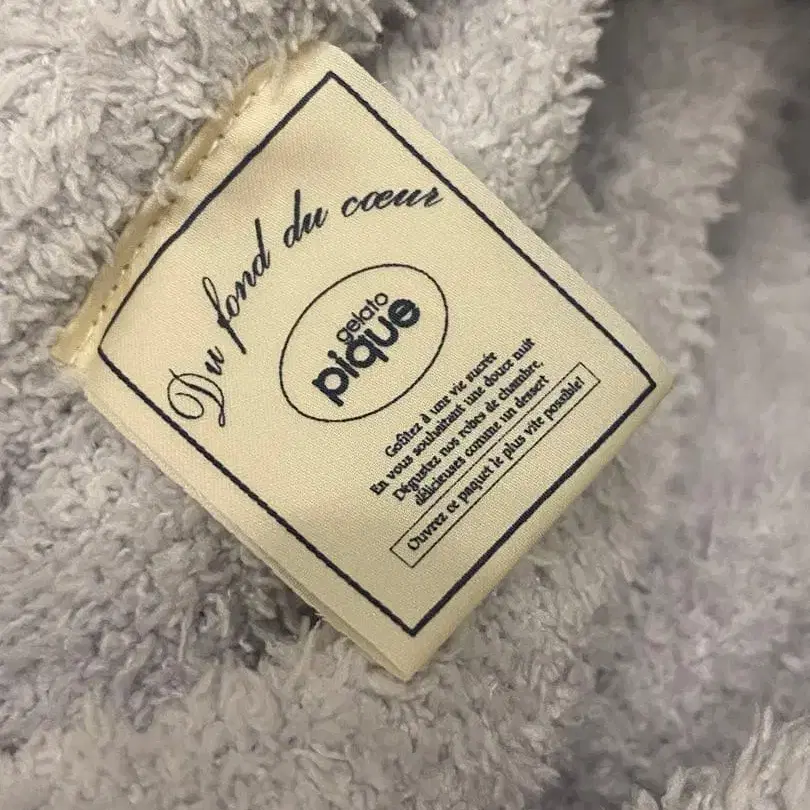 Du fond du cœur
gelato
pique
Goûtez à une vie sucrée
En vous souhaitant une douce nuit
Déguetez nos robes de chambre,
délicieuses comme un dessert
Ouvrez ce paquet le plus vite possible!